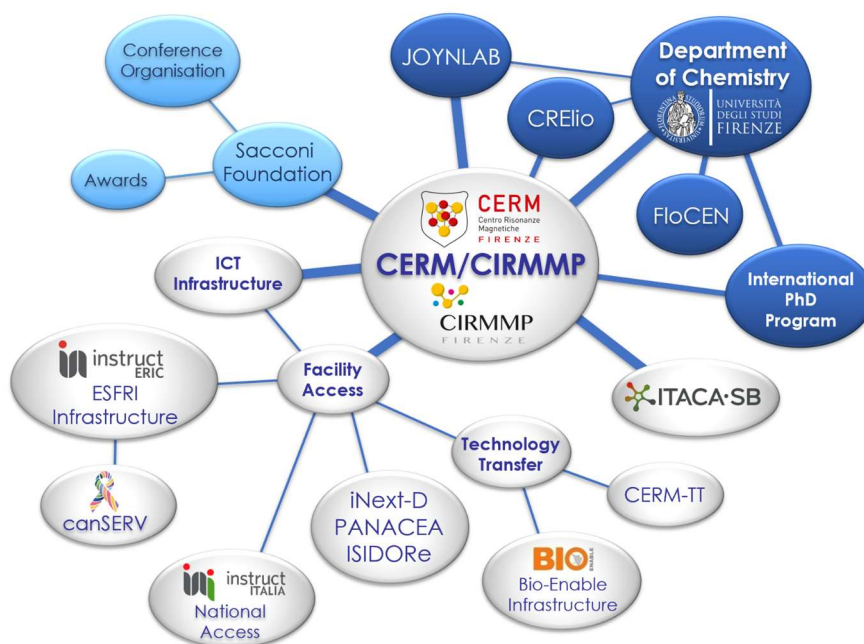 Conference
Organisation
JOYNLAB
Department
of Chemistry
UNIVERSITÀ
DEGLI STUDI
FIRENZE
CRElio
Sacconi
Foundation
Awards
FloCEN
CERM
Centro Risonanze
Magnetiche
FIRENZE
CERM/CIRMMP
CIRMMP
FIRENZE
ICT
Infrastructure
International
PhD
Program
instruct
ERIC
ESFRI
Infrastructure
Facility
Access
ITACA·SB
Technology
Transfer
canSERV
iNext-D
PANACEA
ISIDORe
CERM-TT
instruct
ITALIA
National
Access
BIO
ENABLE
Bio-Enable
Infrastructure